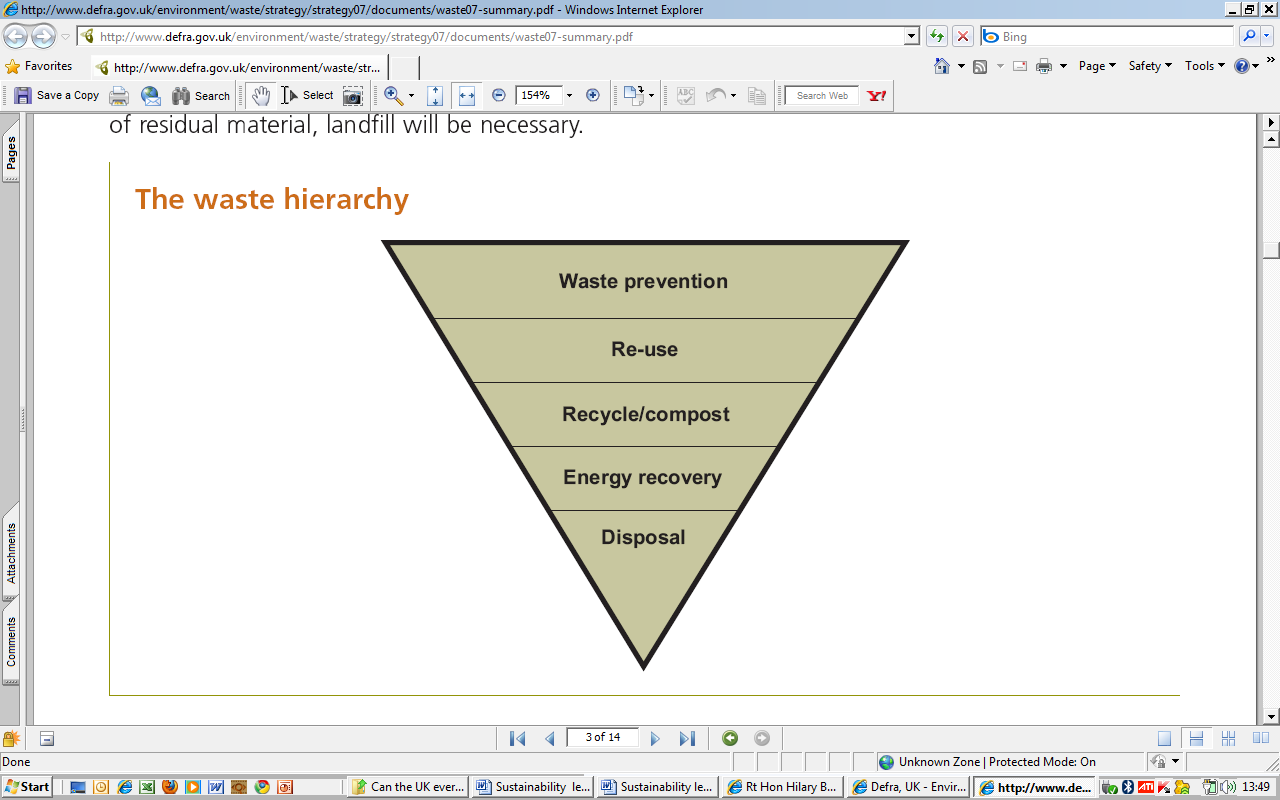 http://www.defra.gov.uk/environment/waste/strategy/strategy07/documents/waste07-summary.pdf - Windows Internet Explorer
http://www.defra.gov.uk/environment/waste/strategy/strategy07/documents/waste07-summary.pdf
Bing
Favorites
http://www.defra.gov.uk/environment/waste/str...
Page
Safety
Tools
Save a Copy
Search
Select
154%
Search Web
Y!
Pages
of residual material, landfill will be necessary.
The waste hierarchy
Waste prevention
Re-use
Recycle/compost
Energy recovery
Disposal
Attachments
Comments
3 of 14
Done
Unknown Zone | Protected Mode: On
Start
Can the UK ever...
Sustainability le...
Sustainability le...
Rt Hon Hilary B...
Defra, UK - Envir...
http://www.de...
ATI
13:49